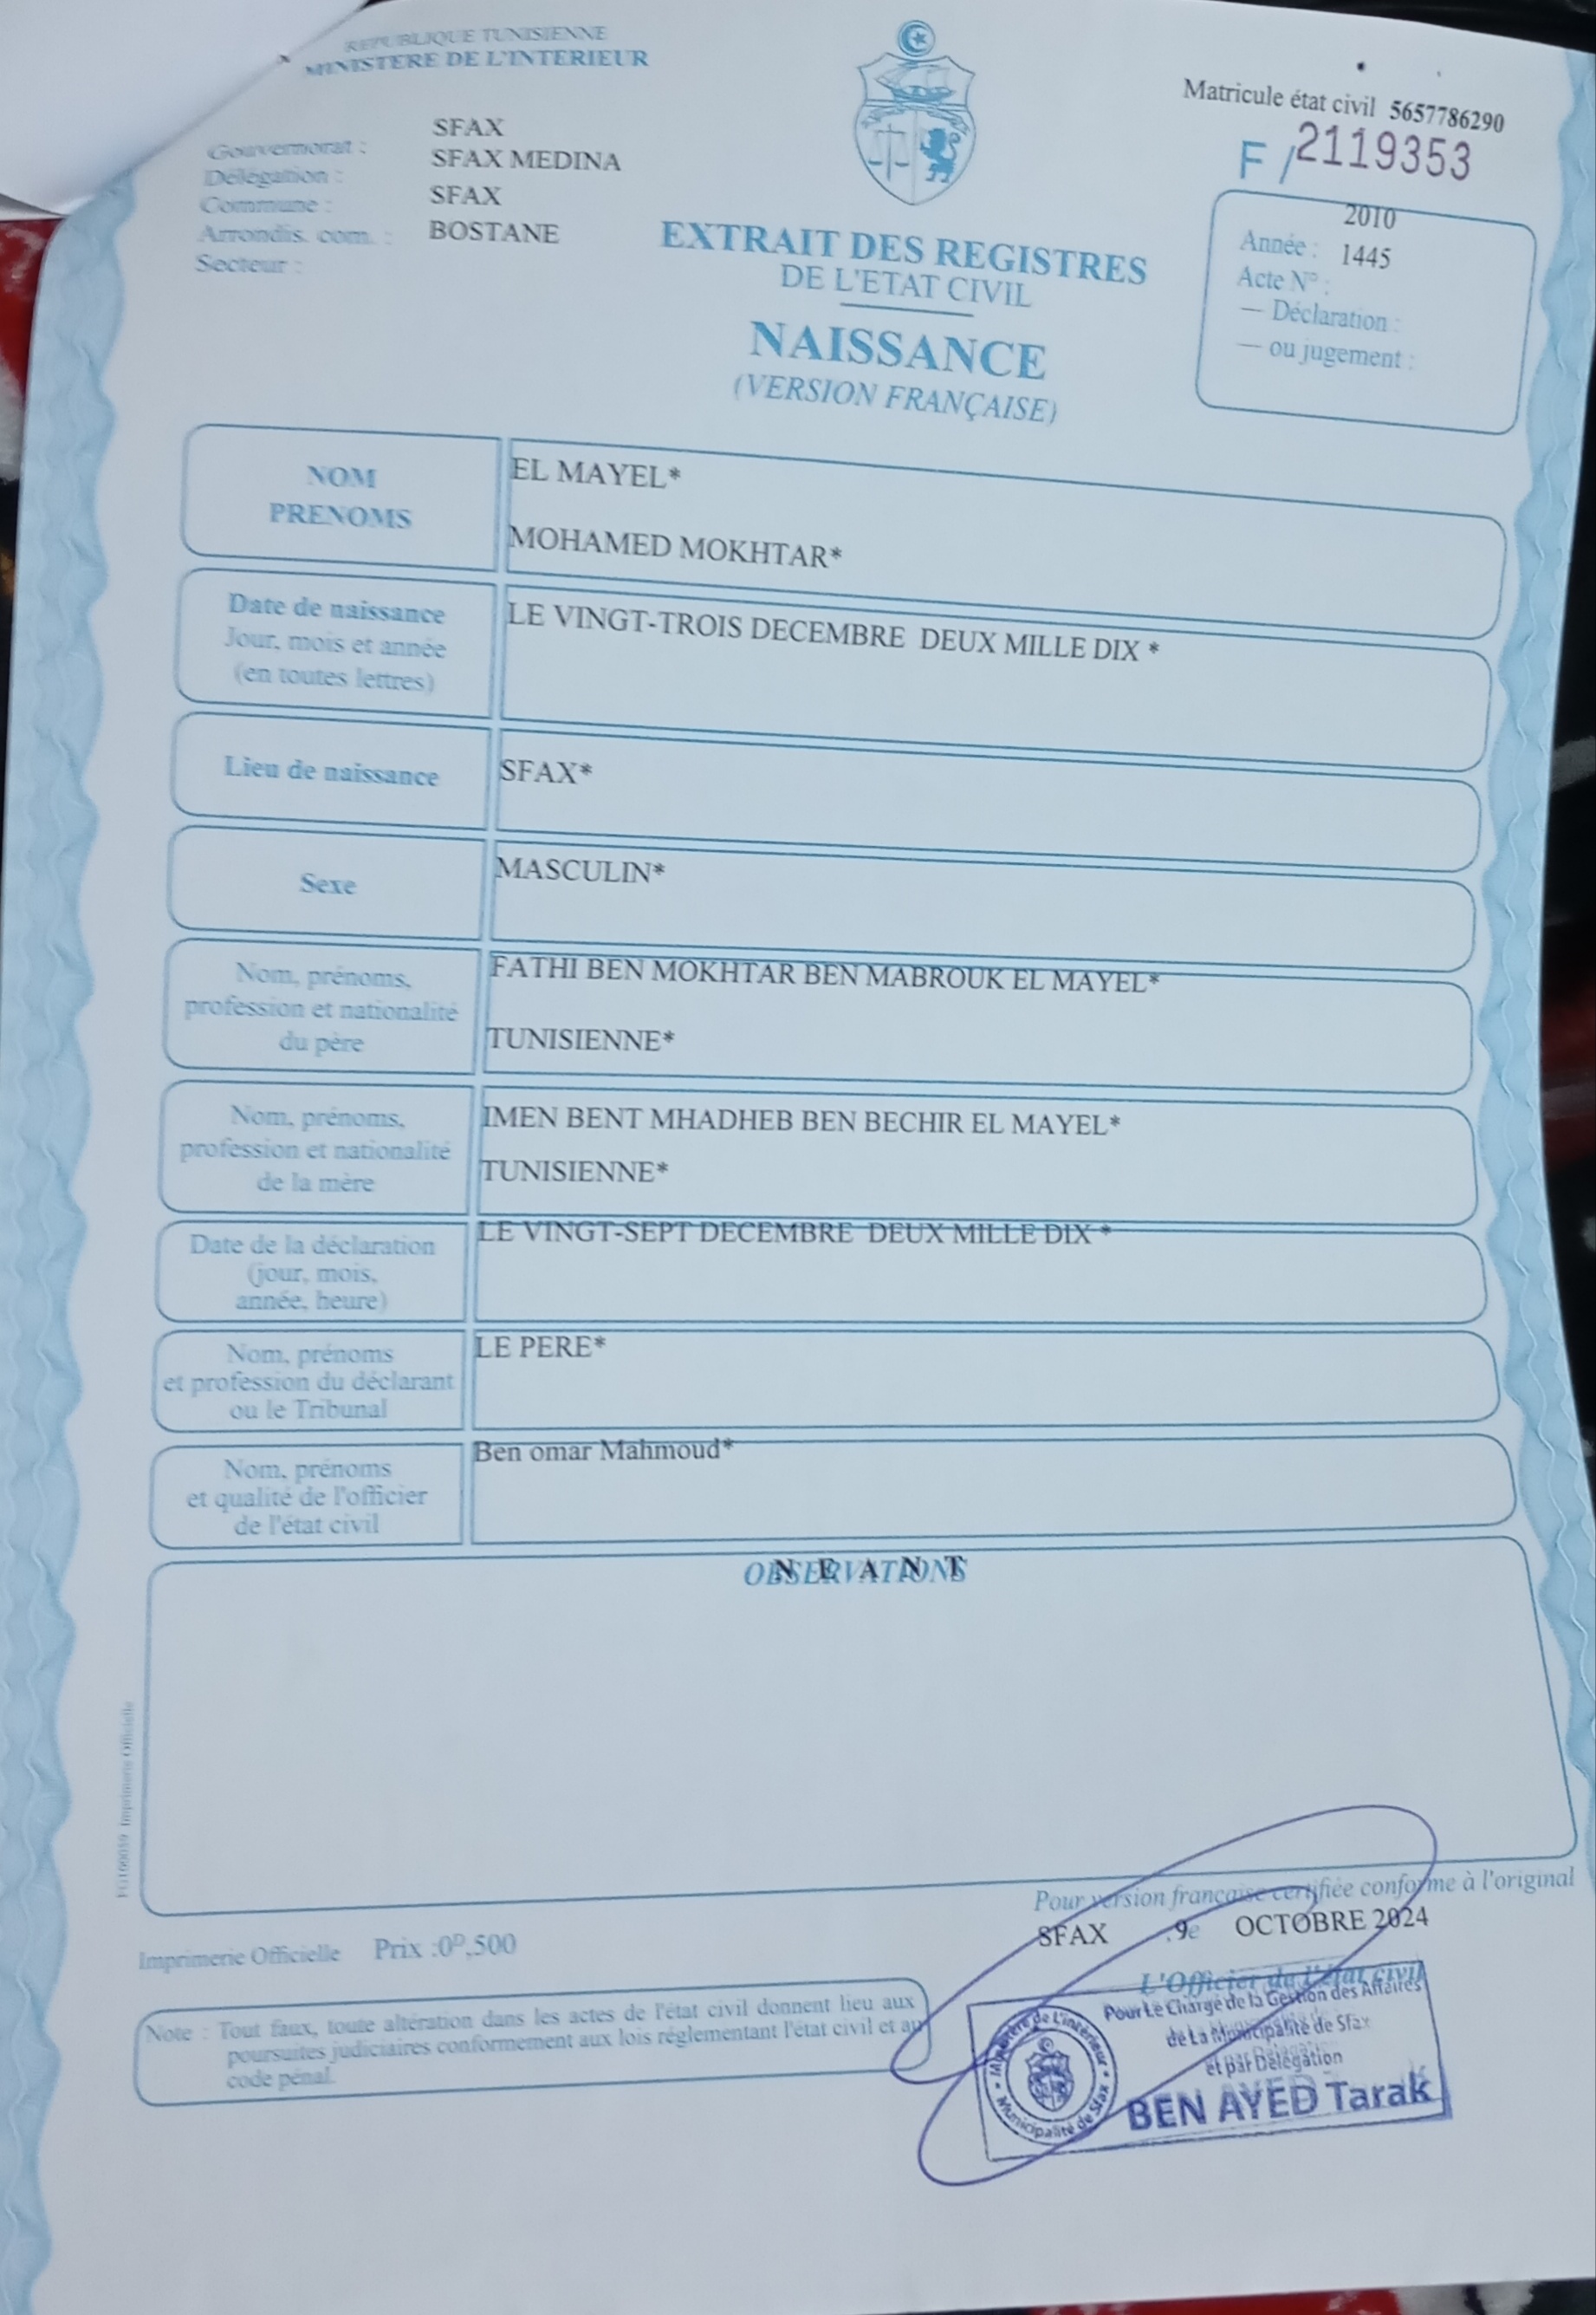 REPUBLIQUE TUNISIENNE
MINISTERE DE L'INTERIEUR
Gouvernorat : SFAX
Délégation : SFAX MEDINA
Commune : SFAX
Arrondis. com. : BOSTANE
Secteur :
Matricule état civil 5657786290
F / 2119353
2010
Année : 1445
Acte N° :
— Déclaration :
— ou jugement :
EXTRAIT DES REGISTRES
DE L'ETAT CIVIL
NAISSANCE
(VERSION FRANÇAISE)
NOM
PRENOMS
EL MAYEL*
MOHAMED MOKHTAR*
Date de naissance
Jour, mois et année
(en toutes lettres)
LE VINGT-TROIS DECEMBRE DEUX MILLE DIX *
Lieu de naissance
SFAX*
Sexe
MASCULIN*
Nom, prénoms,
profession et nationalité
du père
FATHI BEN MOKHTAR BEN MABROUK EL MAYEL*
TUNISIENNE*
Nom, prénoms,
profession et nationalité
de la mère
IMEN BENT MHADHEB BEN BECHIR EL MAYEL*
TUNISIENNE*
Date de la déclaration
(jour, mois,
année, heure)
LE VINGT-SEPT DECEMBRE DEUX MILLE DIX *
Nom, prénoms
et profession du déclarant
ou le Tribunal
LE PERE*
Nom, prénoms
et qualité de l'officier
de l'état civil
Ben omar Mahmoud*
OBSERVATIONS
N E A N T
Imprimerie Officielle
Pour version française certifiée conforme à l'original
SFAX 9e OCTOBRE 2024
Imprimerie Officielle Prix :0ᴰ,500
L'Officier de l'état civil
Pour Le Chargé de la Gestion des Affaires
de La Municipalité de Sfax
et par Délégation
BEN AYED Tarak
Ministère de L'intérieur
Municipalité de Sfax
Note : Tout faux, toute altération dans les actes de l'état civil donnent lieu aux
poursuites judiciaires conformement aux lois réglementant l'état civil et au
code pénal.